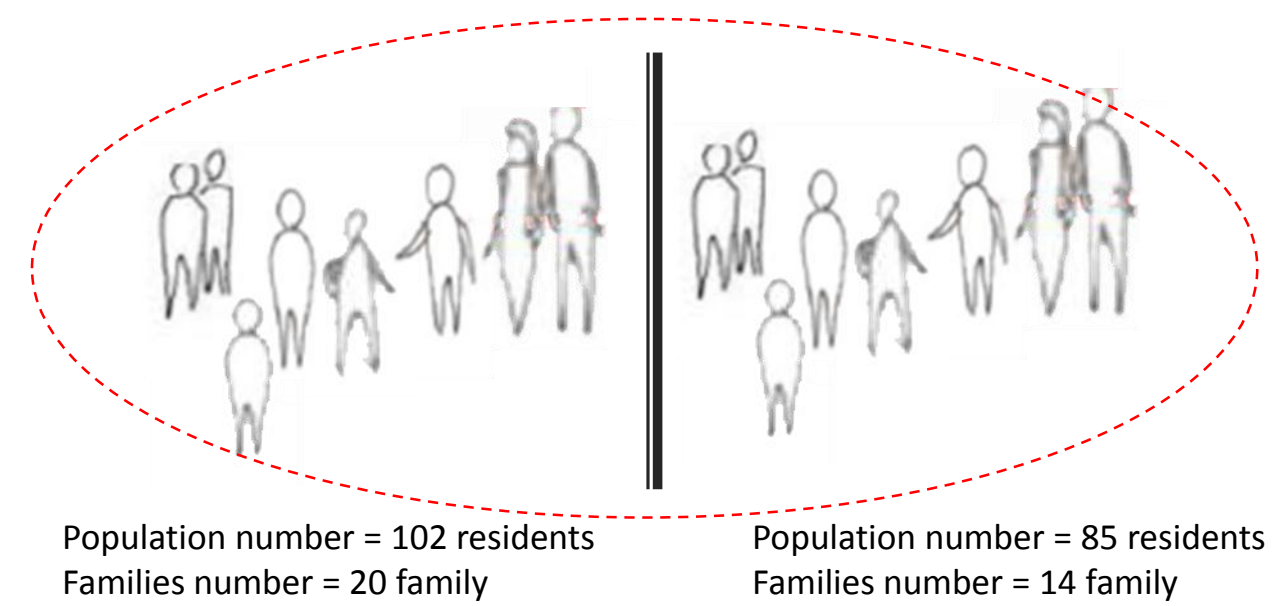 Population number = 102 residents
Families number = 20 family
Population number = 85 residents
Families number = 14 family